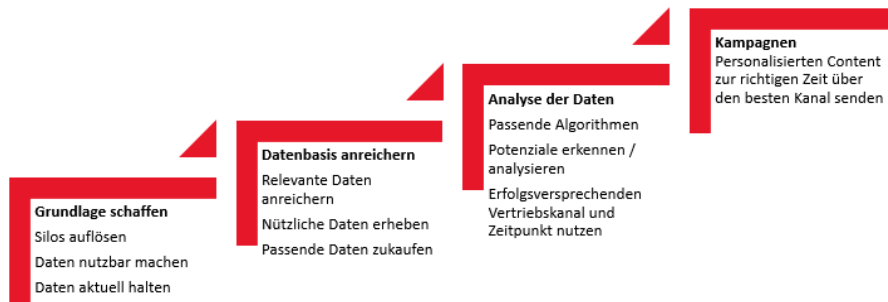 Grundlage schaffen
Silos auflösen
Daten nutzbar machen
Daten aktuell halten
Datenbasis anreichern
Relevante Daten
anreichern
Nützliche Daten erheben
Passende Daten zukaufen
Analyse der Daten
Passende Algorithmen
Potenziale erkennen /
analysieren
Erfolgsversprechenden
Vertriebskanal und
Zeitpunkt nutzen
Kampagnen
Personalisierten Content
zur richtigen Zeit über
den besten Kanal senden